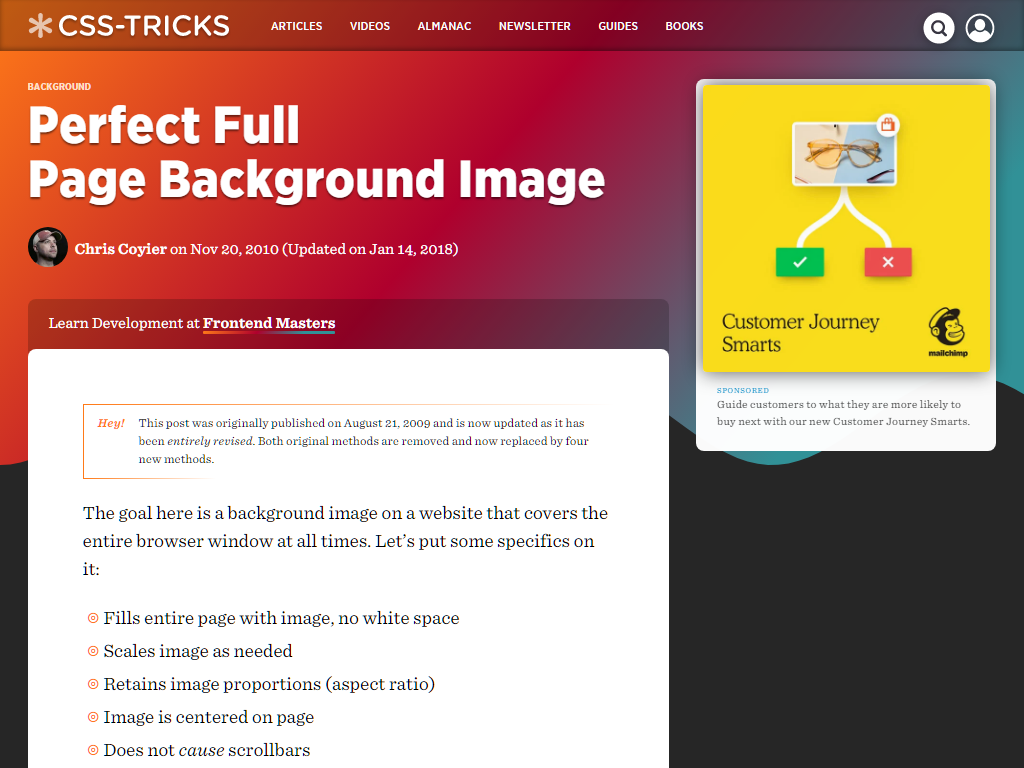 CSS-TRICKS
ARTICLES VIDEOS ALMANAC NEWSLETTER GUIDES BOOKS
BACKGROUND
Perfect Full
Page Background Image
Chris Coyier on Nov 20, 2010 (Updated on Jan 14, 2018)
Learn Development at Frontend Masters
Hey! This post was originally published on August 21, 2009 and is now updated as it has
been entirely revised. Both original methods are removed and now replaced by four
new methods.
The goal here is a background image on a website that covers the
entire browser window at all times. Let’s put some specifics on
it:
Fills entire page with image, no white space
Scales image as needed
Retains image proportions (aspect ratio)
Image is centered on page
Does not cause scrollbars
Customer Journey
Smarts
mailchimp
SPONSORED
Guide customers to what they are more likely to
buy next with our new Customer Journey Smarts.